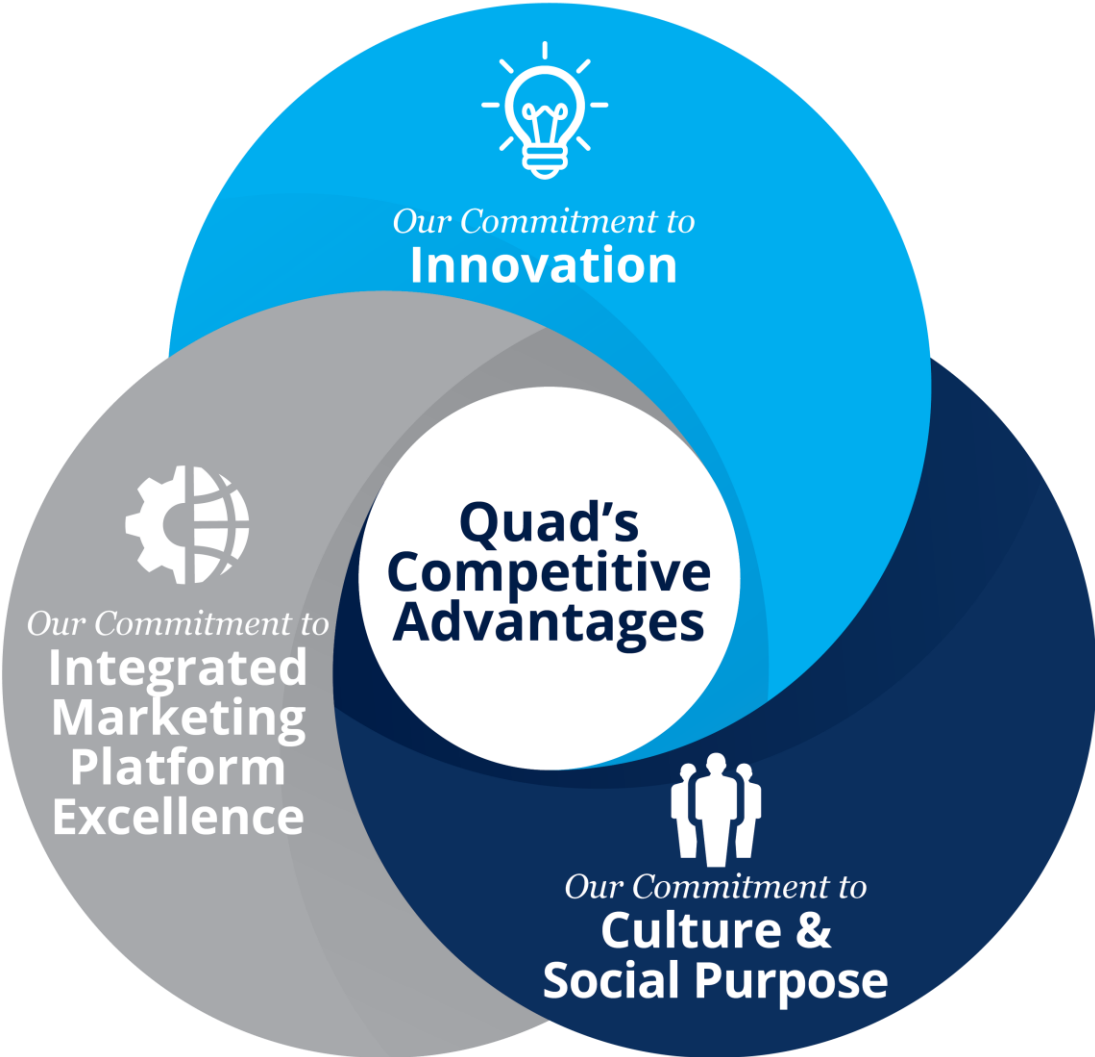 Our Commitment to
Innovation
Quad’s
Competitive
Advantages
Our Commitment to
Integrated
Marketing
Platform
Excellence
Our Commitment to
Culture &
Social Purpose